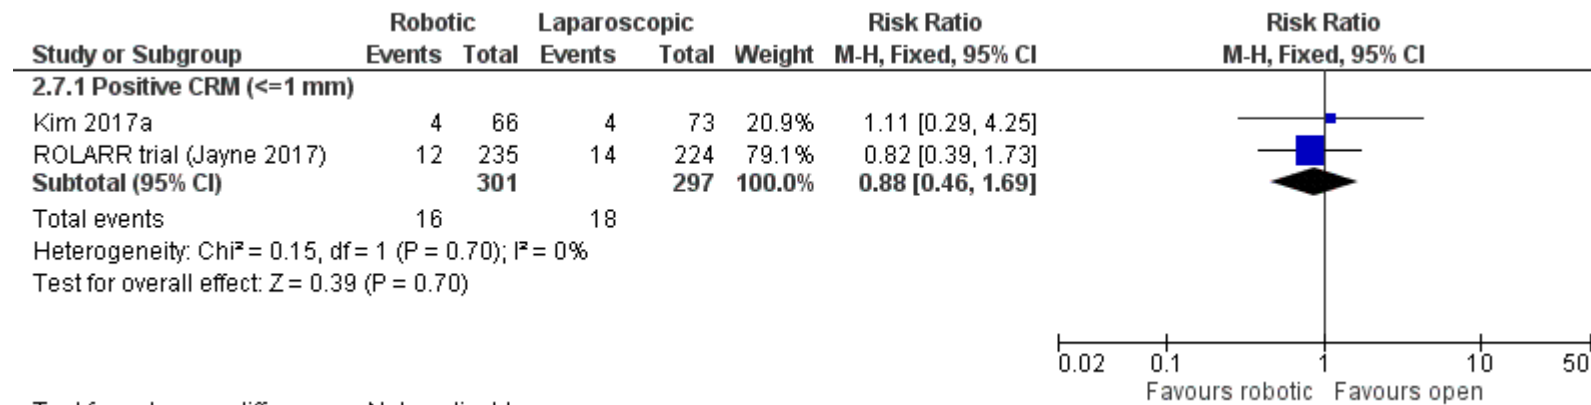 Robotic Laparoscopic Risk Ratio Risk Ratio
Study or Subgroup Events Total Events Total Weight M-H, Fixed, 95% CI M-H, Fixed, 95% CI
2.7.1 Positive CRM (<=1 mm)
Kim 2017a 4 66 4 73 20.9% 1.11 [0.29, 4.25]
ROLARR trial (Jayne 2017) 12 235 14 224 79.1% 0.82 [0.39, 1.73]
Subtotal (95% CI) 301 297 100.0% 0.88 [0.46, 1.69]
Total events 16 18
Heterogeneity: Chi² = 0.15, df = 1 (P = 0.70); I² = 0%
Test for overall effect: Z = 0.39 (P = 0.70)
0.02 0.1 1 10 50
Favours robotic Favours open